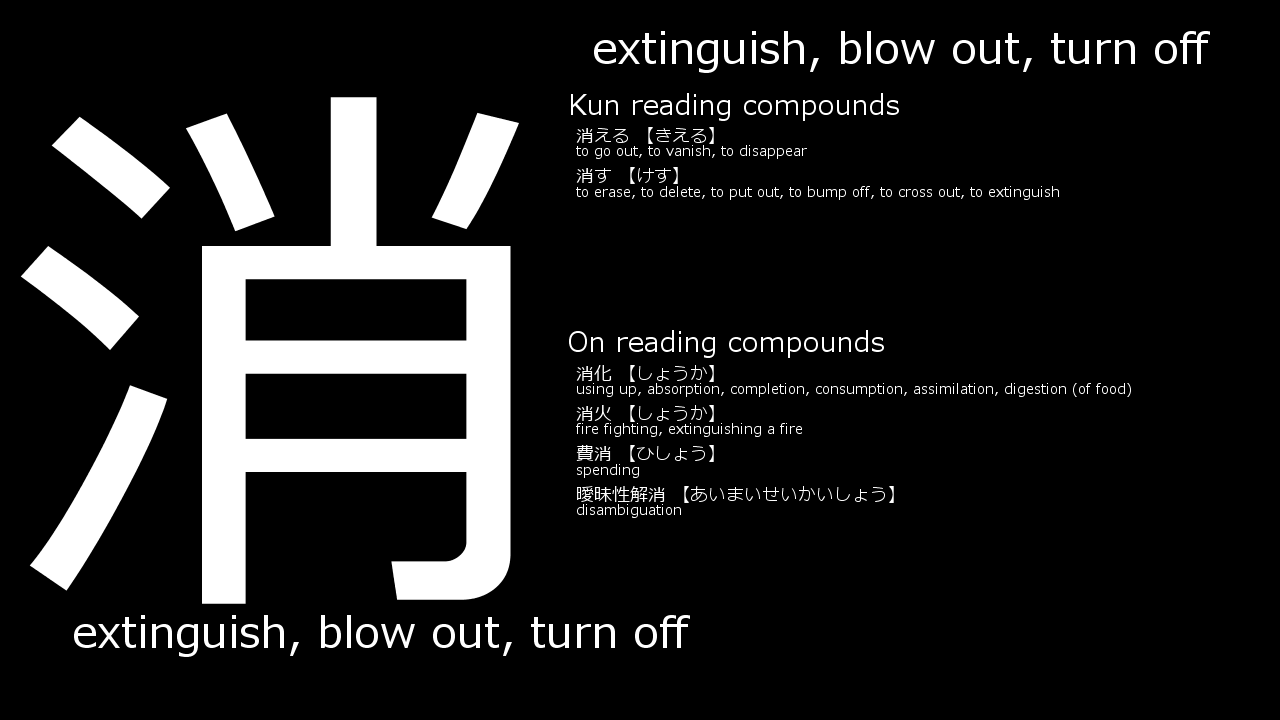 extinguish, blow out, turn off
消
Kun reading compounds
消える 【きえる】
to go out, to vanish, to disappear
消す 【けす】
to erase, to delete, to put out, to bump off, to cross out, to extinguish
On reading compounds
消化 【しょうか】
using up, absorption, completion, consumption, assimilation, digestion (of food)
消火 【しょうか】
fire fighting, extinguishing a fire
費消 【ひしょう】
spending
曖昧性解消 【あいまいせいかいしょう】
disambiguation
extinguish, blow out, turn off